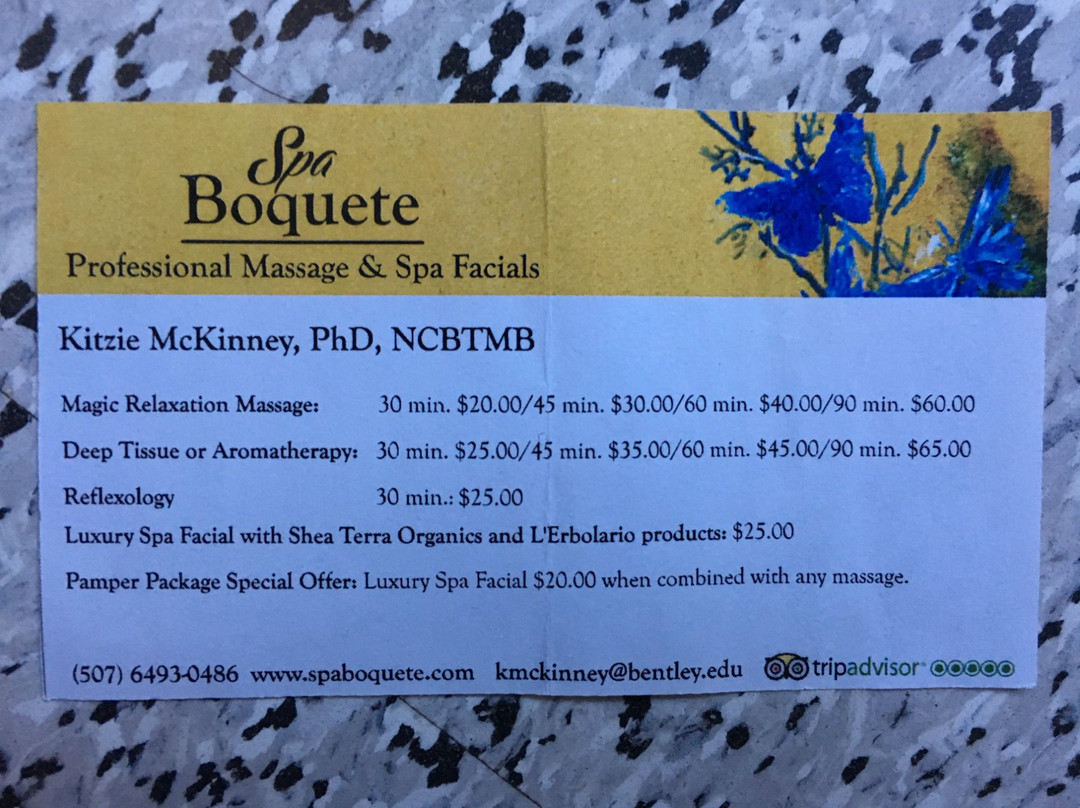 Spa
Boquete
Professional Massage & Spa Facials
Kitzie McKinney, PhD, NCBTMB
Magic Relaxation Massage: 30 min. $20.00/45 min. $30.00/60 min. $40.00/90 min. $60.00
Deep Tissue or Aromatherapy: 30 min. $25.00/45 min. $35.00/60 min. $45.00/90 min. $65.00
Reflexology 30 min.: $25.00
Luxury Spa Facial with Shea Terra Organics and L'Erbolario products: $25.00
Pamper Package Special Offer: Luxury Spa Facial $20.00 when combined with any massage.
(507) 6493-0486 www.spaboquete.com kmckinney@bentley.edu tripadvisor